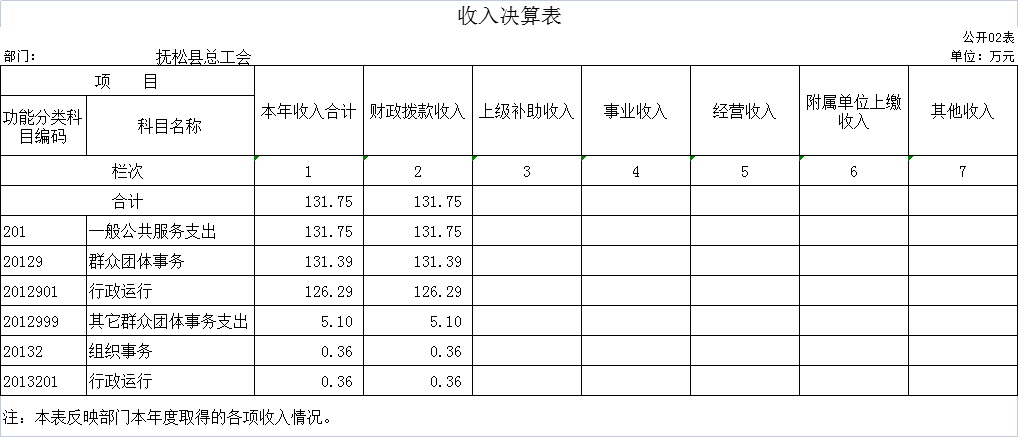 收入决算表
公开02表
部门： 抚松县总工会 单位：万元
项 目 本年收入合计 财政拨款收入 上级补助收入 事业收入 经营收入 附属单位上缴收入 其他收入
功能分类科目编码 科目名称
栏次 1 2 3 4 5 6 7
合计 131.75 131.75
201 一般公共服务支出 131.75 131.75
20129 群众团体事务 131.39 131.39
2012901 行政运行 126.29 126.29
2012999 其它群众团体事务支出 5.10 5.10
20132 组织事务 0.36 0.36
2013201 行政运行 0.36 0.36
注：本表反映部门本年度取得的各项收入情况。